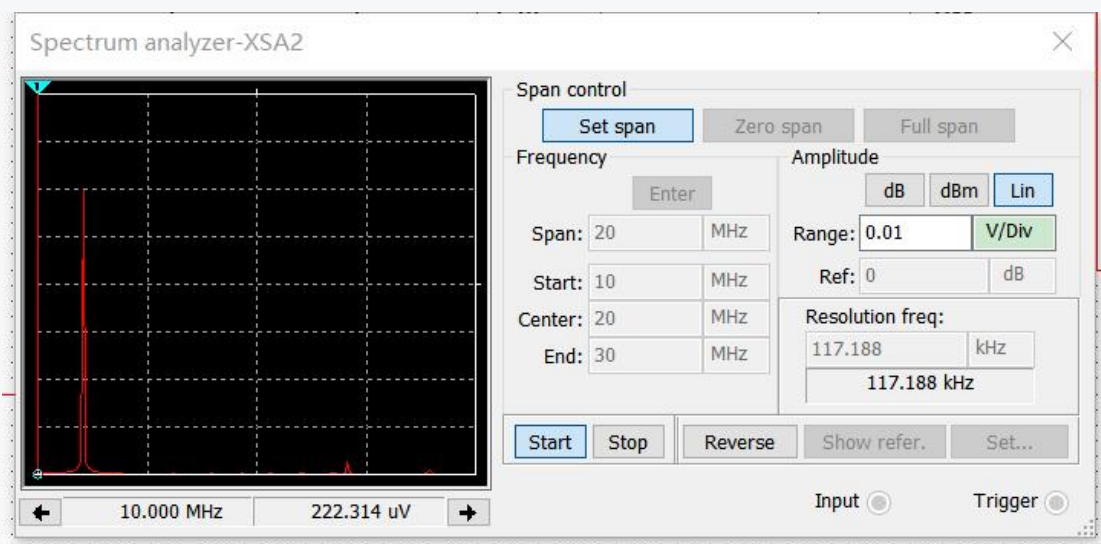 Spectrum analyzer-XSA2
1
Span control
Set span Zero span Full span
Frequency
Enter
Span: 20 MHz
Start: 10 MHz
Center: 20 MHz
End: 30 MHz
Amplitude
dB dBm Lin
Range: 0.01 V/Div
Ref: 0 dB
Resolution freq:
117.188 kHz
117.188 kHz
Start Stop Reverse Show refer. Set...
10.000 MHz 222.314 uV
Input Trigger